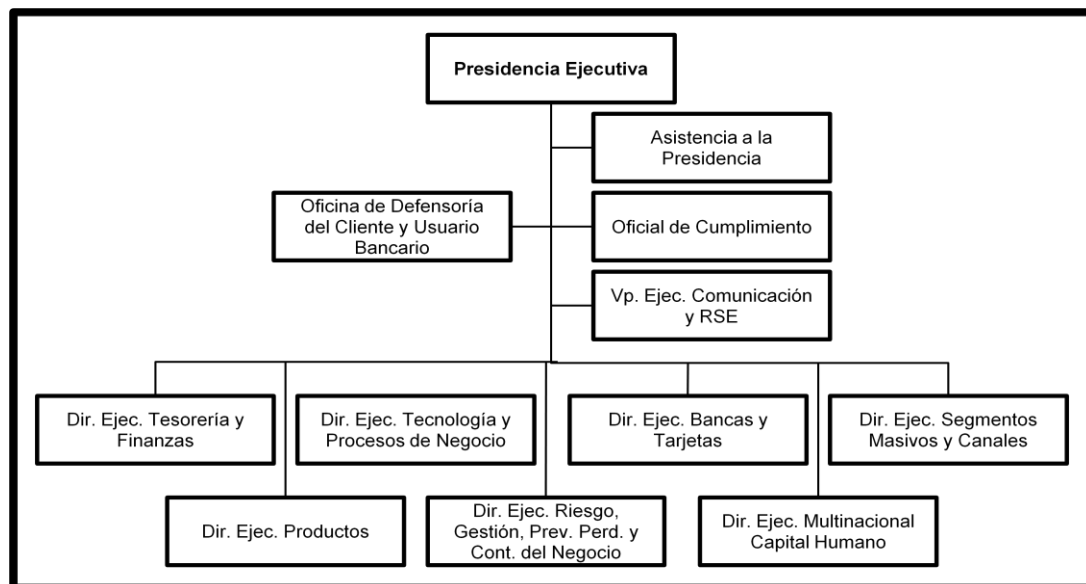 Presidencia Ejecutiva
Asistencia a la
Presidencia
Oficina de Defensoría
del Cliente y Usuario
Bancario
Oficial de Cumplimiento
Vp. Ejec. Comunicación
y RSE
Dir. Ejec. Tesorería y
Finanzas
Dir. Ejec. Tecnología y
Procesos de Negocio
Dir. Ejec. Bancas y
Tarjetas
Dir. Ejec. Segmentos
Masivos y Canales
Dir. Ejec. Productos
Dir. Ejec. Riesgo,
Gestión, Prev. Perd. y
Cont. del Negocio
Dir. Ejec. Multinacional
Capital Humano